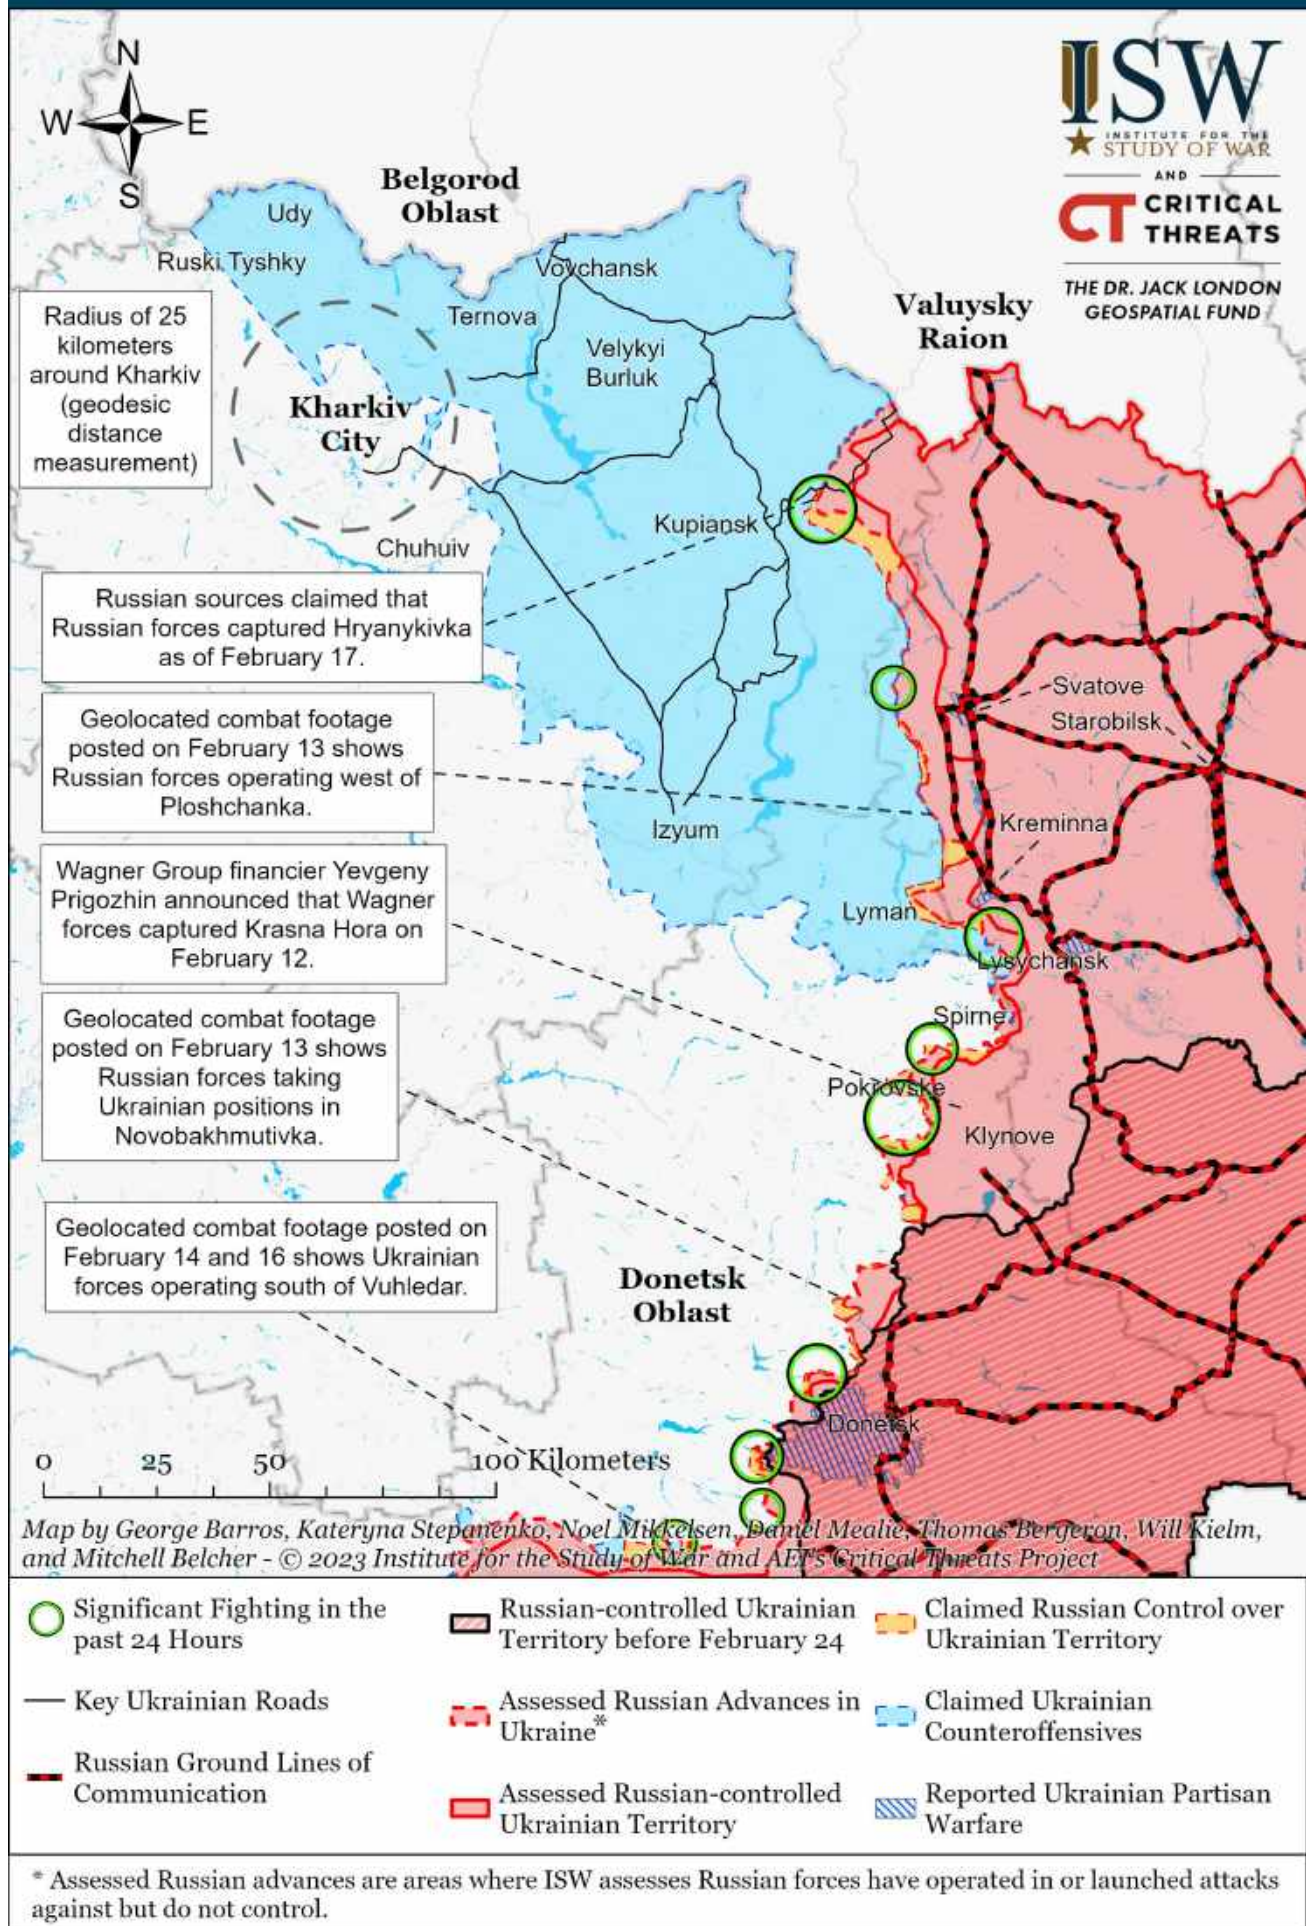 N
W E
S
ISW
INSTITUTE FOR THE
STUDY OF WAR
AND
CT CRITICAL
THREATS
THE DR. JACK LONDON
GEOSPATIAL FUND
Belgorod
Oblast
Udy
Ruski Tyshky
Vovchansk
Ternova
Velykyi
Burluk
Valuysky
Raion
Radius of 25
kilometers
around Kharkiv
(geodesic
distance
measurement)
Kharkiv
City
Kupiansk
Chuhuiv
Russian sources claimed that
Russian forces captured Hryanykivka
as of February 17.
Svatove
Starobilsk
Geolocated combat footage
posted on February 13 shows
Russian forces operating west of
Ploshchanka.
Izyum
Kreminna
Wagner Group financier Yevgeny
Prigozhin announced that Wagner
forces captured Krasna Hora on
February 12.
Lyman
Lysychansk
Geolocated combat footage
posted on February 13 shows
Russian forces taking
Ukrainian positions in
Novobakhmutivka.
Spirne
Pokrovske
Klynove
Geolocated combat footage posted on
February 14 and 16 shows Ukrainian
forces operating south of Vuhledar.
Donetsk
Oblast
Donetsk
0 25 50 100 Kilometers
Map by George Barros, Kateryna Stepanenko, Noel Mikkelsen, Daniel Mealie, Thomas Bergeron, Will Kielm,
and Mitchell Belcher - © 2023 Institute for the Study of War and AEI's Critical Threats Project
Significant Fighting in the
past 24 Hours
Key Ukrainian Roads
Russian Ground Lines of
Communication
Russian-controlled Ukrainian
Territory before February 24
Assessed Russian Advances in
Ukraine*
Assessed Russian-controlled
Ukrainian Territory
Claimed Russian Control over
Ukrainian Territory
Claimed Ukrainian
Counteroffensives
Reported Ukrainian Partisan
Warfare
* Assessed Russian advances are areas where ISW assesses Russian forces have operated in or launched attacks
against but do not control.